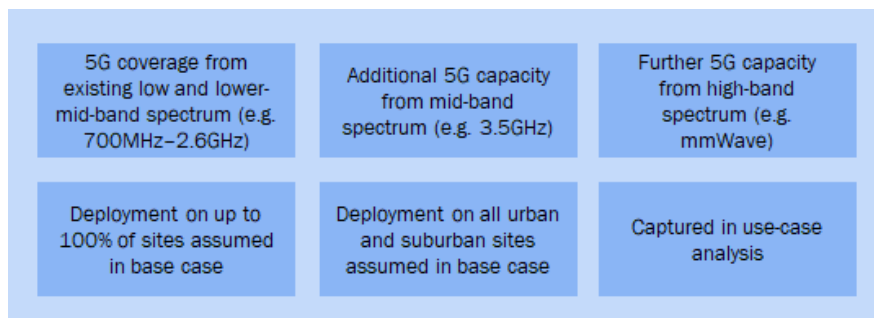 5G coverage from
existing low and lower-
mid-band spectrum (e.g.
700MHz–2.6GHz)
Additional 5G capacity
from mid-band
spectrum (e.g. 3.5GHz)
Further 5G capacity
from high-band
spectrum (e.g.
mmWave)
Deployment on up to
100% of sites assumed
in base case
Deployment on all urban
and suburban sites
assumed in base case
Captured in use-case
analysis